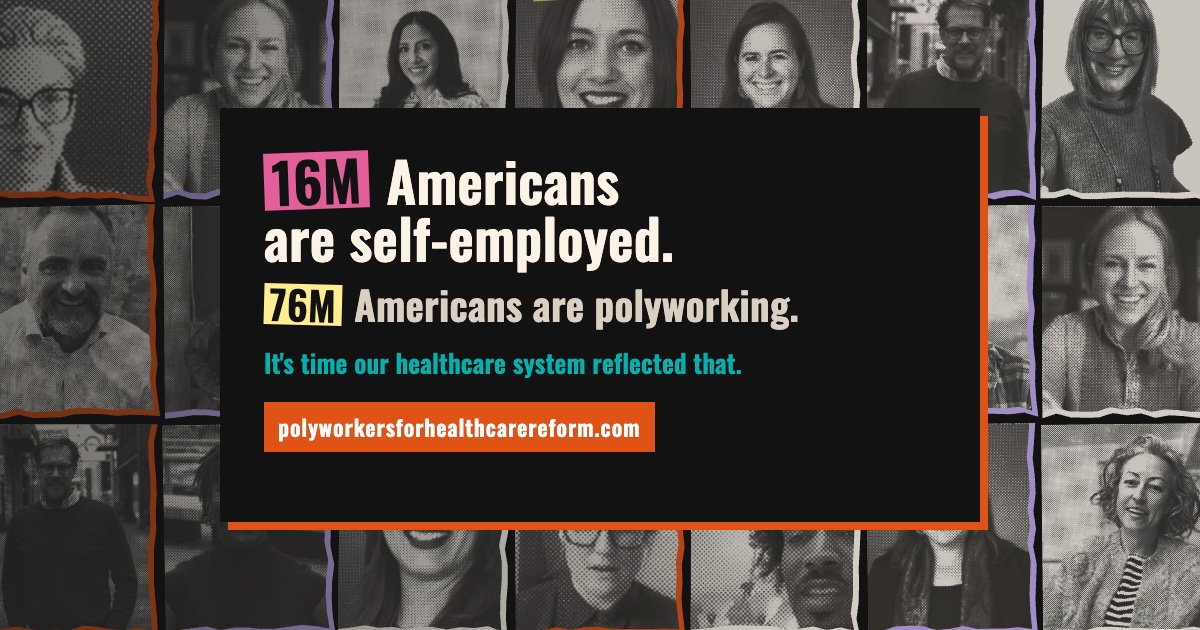 16M Americans
are self-employed.
76M Americans are polyworking.
It's time our healthcare system reflected that.
polyworkersforhealthcarereform.com